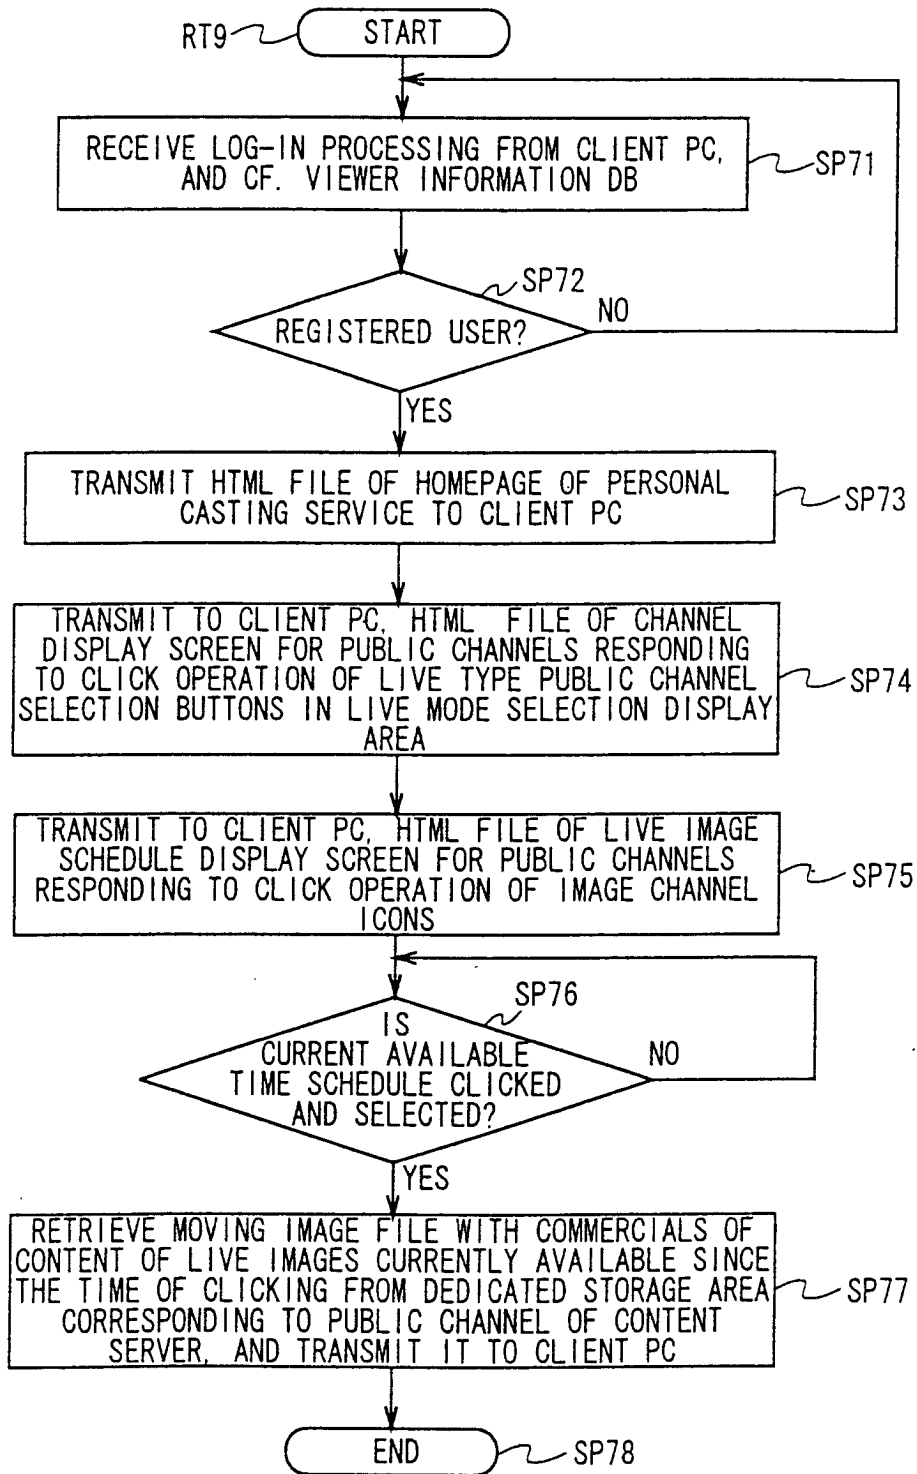 RT9
START
RECEIVE LOG-IN PROCESSING FROM CLIENT PC,
AND CF. VIEWER INFORMATION DB
SP71
SP72
REGISTERED USER?
NO
YES
TRANSMIT HTML FILE OF HOMEPAGE OF PERSONAL
CASTING SERVICE TO CLIENT PC
SP73
TRANSMIT TO CLIENT PC, HTML FILE OF CHANNEL
DISPLAY SCREEN FOR PUBLIC CHANNELS RESPONDING
TO CLICK OPERATION OF LIVE TYPE PUBLIC CHANNEL
SELECTION BUTTONS IN LIVE MODE SELECTION DISPLAY
AREA
SP74
TRANSMIT TO CLIENT PC, HTML FILE OF LIVE IMAGE
SCHEDULE DISPLAY SCREEN FOR PUBLIC CHANNELS
RESPONDING TO CLICK OPERATION OF IMAGE CHANNEL
ICONS
SP75
SP76
IS
CURRENT AVAILABLE
TIME SCHEDULE CLICKED
AND SELECTED?
NO
YES
RETRIEVE MOVING IMAGE FILE WITH COMMERCIALS OF
CONTENT OF LIVE IMAGES CURRENTLY AVAILABLE SINCE
THE TIME OF CLICKING FROM DEDICATED STORAGE AREA
CORRESPONDING TO PUBLIC CHANNEL OF CONTENT
SERVER, AND TRANSMIT IT TO CLIENT PC
SP77
END
SP78